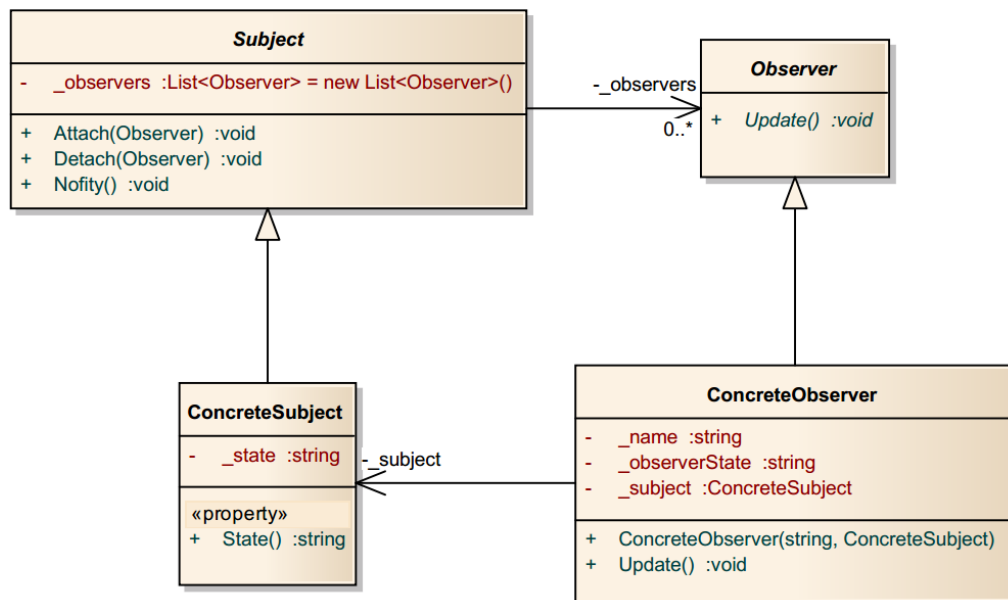 Subject
- _observers :List<Observer> = new List<Observer>()
+ Attach(Observer) :void
+ Detach(Observer) :void
+ Nofity() :void
-_observers
0..*
Observer
+ Update() :void
ConcreteSubject
- _state :string
«property»
+ State() :string
-_subject
ConcreteObserver
- _name :string
- _observerState :string
- _subject :ConcreteSubject
+ ConcreteObserver(string, ConcreteSubject)
+ Update() :void